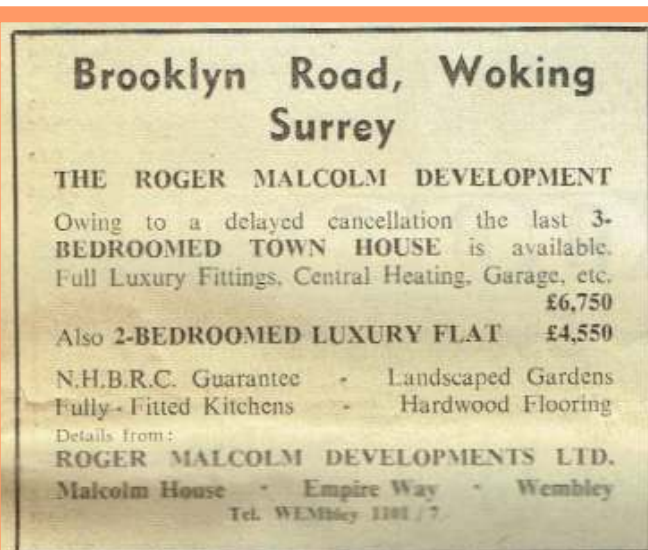 Brooklyn Road, Woking
Surrey
THE ROGER MALCOLM DEVELOPMENT
Owing to a delayed cancellation the last 3-
BEDROOMED TOWN HOUSE is available.
Full Luxury Fittings, Central Heating, Garage, etc.
£6,750
Also 2-BEDROOMED LUXURY FLAT £4,550
N.H.B.R.C. Guarantee - Landscaped Gardens
Fully-Fitted Kitchens - Hardwood Flooring
Details from:
ROGER MALCOLM DEVELOPMENTS LTD.
Malcolm House - Empire Way - Wembley
Tel. WEMbley 1101/7